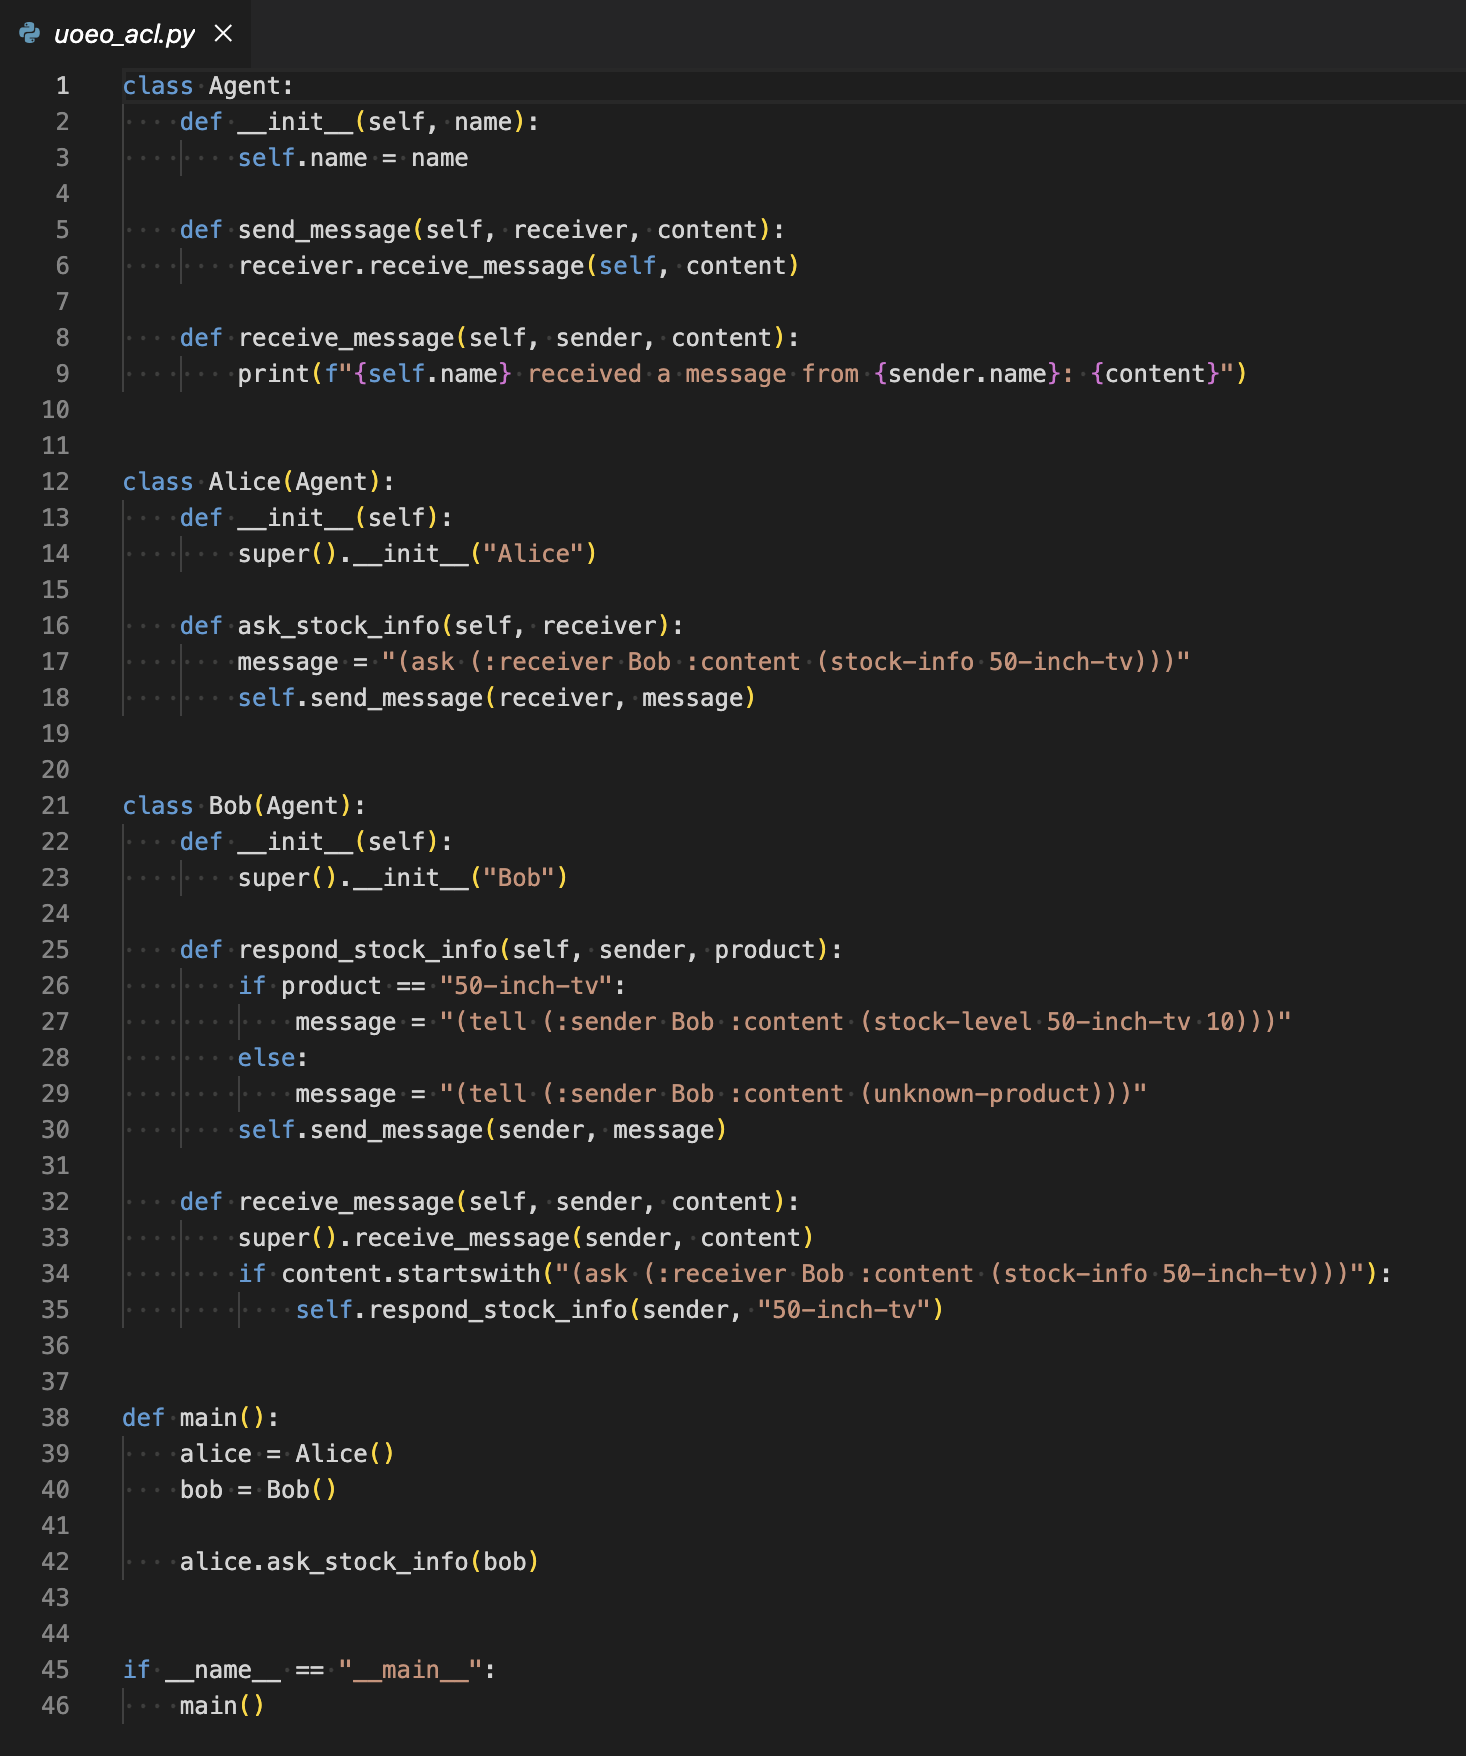 uoeo_acl.py
1 class Agent:
2     def __init__(self, name):
3         self.name = name
4
5     def send_message(self, receiver, content):
6         receiver.receive_message(self, content)
7
8     def receive_message(self, sender, content):
9         print(f"{self.name} received a message from {sender.name}: {content}")
10
11
12 class Alice(Agent):
13     def __init__(self):
14         super().__init__("Alice")
15
16     def ask_stock_info(self, receiver):
17         message = "(ask (:receiver Bob :content (stock-info 50-inch-tv)))"
18         self.send_message(receiver, message)
19
20
21 class Bob(Agent):
22     def __init__(self):
23         super().__init__("Bob")
24
25     def respond_stock_info(self, sender, product):
26         if product == "50-inch-tv":
27             message = "(tell (:sender Bob :content (stock-level 50-inch-tv 10)))"
28         else:
29             message = "(tell (:sender Bob :content (unknown-product)))"
30         self.send_message(sender, message)
31
32     def receive_message(self, sender, content):
33         super().receive_message(sender, content)
34         if content.startswith("(ask (:receiver Bob :content (stock-info 50-inch-tv)))"):
35             self.respond_stock_info(sender, "50-inch-tv")
36
37
38 def main():
39     alice = Alice()
40     bob = Bob()
41
42     alice.ask_stock_info(bob)
43
44
45 if __name__ == "__main__":
46     main()